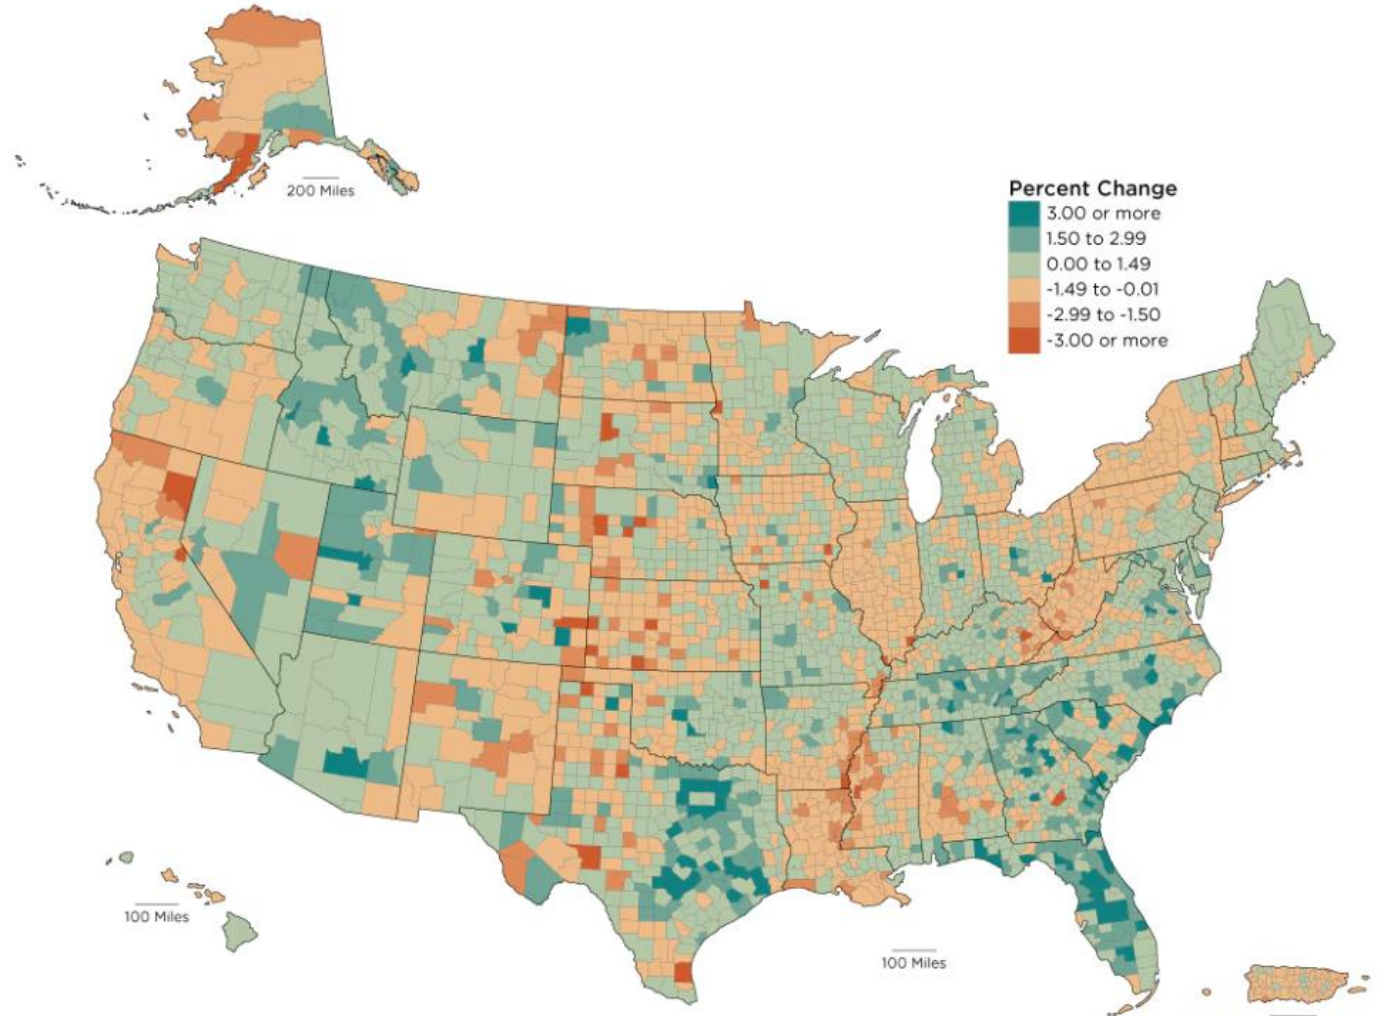 200 Miles
Percent Change
3.00 or more
1.50 to 2.99
0.00 to 1.49
-1.49 to -0.01
-2.99 to -1.50
-3.00 or more
100 Miles
100 Miles